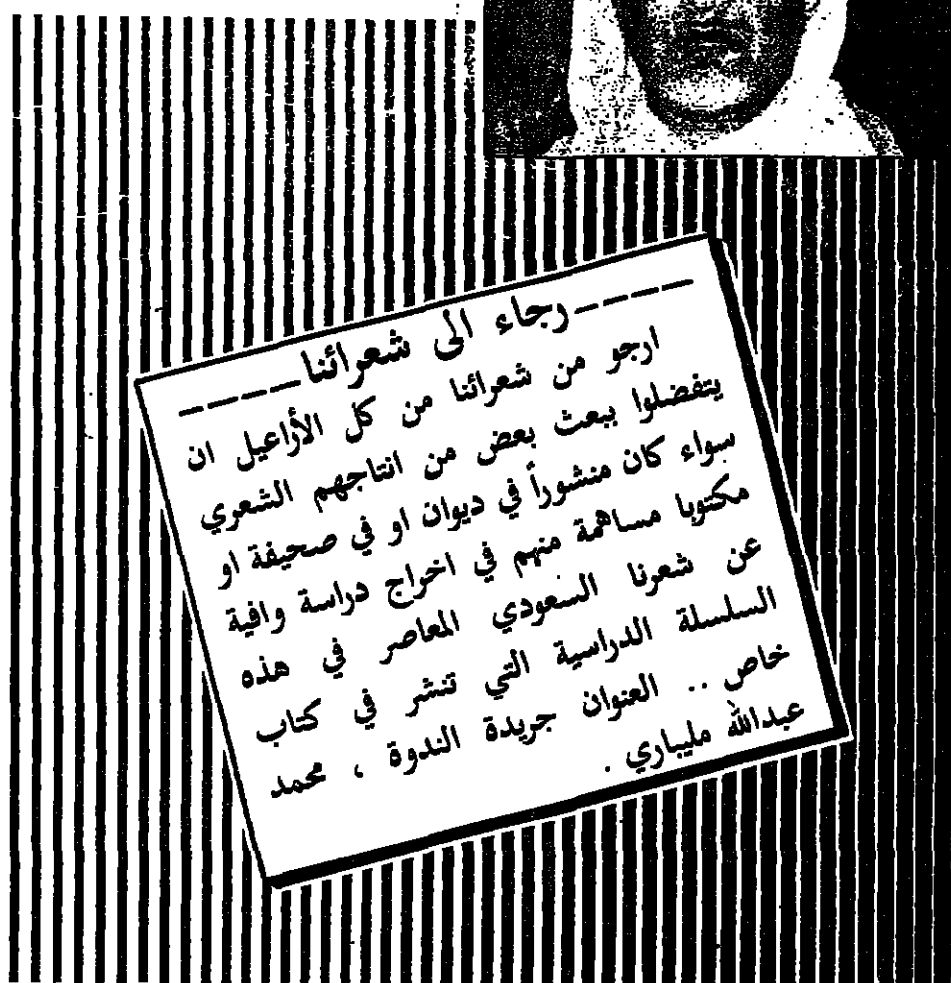 رجاء الى شعرائنا
ارجو من شعرائنا من كل الأراعيل ان
يتفضلوا ببعث بعض من انتاجهم الشعري
سواء كان منشوراً في ديوان او في صحيفة او
مكتوبا مساهمة منهم في اخراج دراسة وافية
عن شعرنا السعودي المعاصر في هذه
السلسلة الدراسية التي تنشر في كتاب
خاص .. العنوان جريدة الندوة ، محمد
عبدالله مليباري .